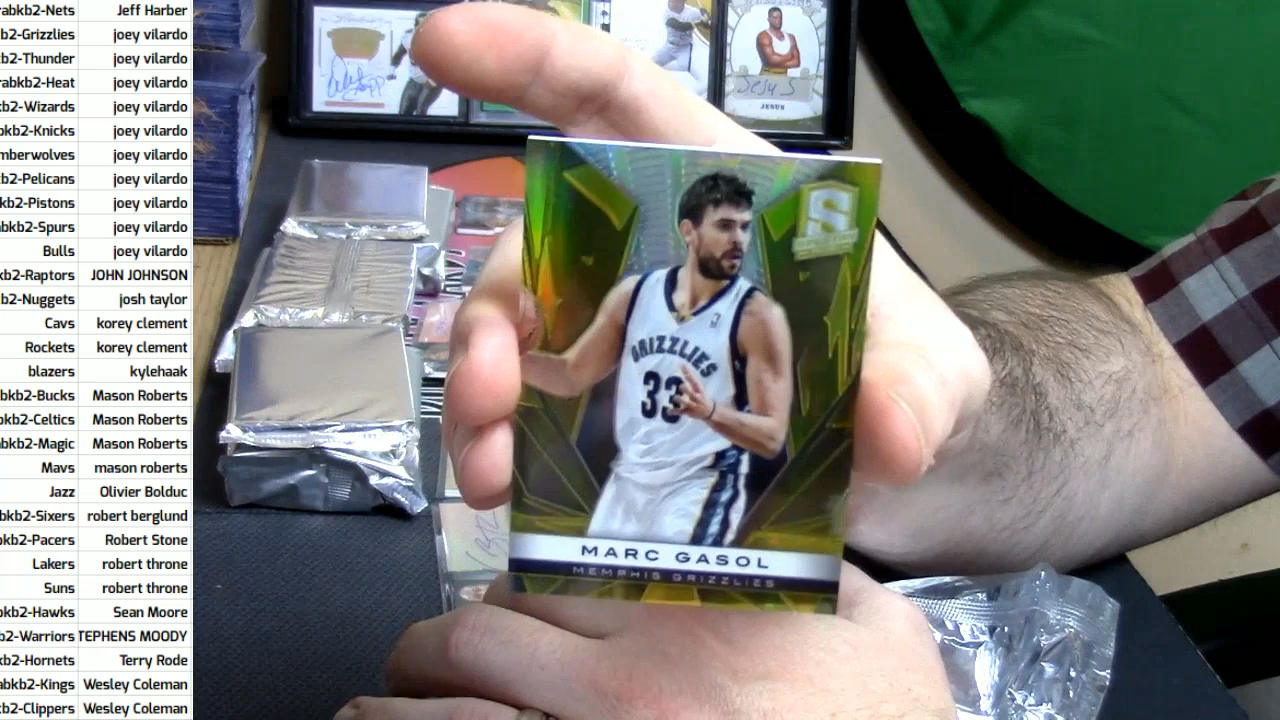 rabkb2-Nets Jeff Harber
kb2-Grizzlies joey vilardo
kb2-Thunder joey vilardo
rabkb2-Heat joey vilardo
kb2-Wizards joey vilardo
bkb2-Knicks joey vilardo
mberwolves joey vilardo
kb2-Pelicans joey vilardo
kb2-Pistons joey vilardo
abkb2-Spurs joey vilardo
Bulls joey vilardo
kb2-Raptors JOHN JOHNSON
kb2-Nuggets josh taylor
Cavs korey clement
Rockets korey clement
blazers kylehaak
abkb2-Bucks Mason Roberts
bkb2-Celtics Mason Roberts
abkb2-Magic Mason Roberts
Mavs mason roberts
Jazz Olivier Bolduc
bkb2-Sixers robert berglund
bkb2-Pacers Robert Stone
Lakers robert throne
Suns robert throne
bkb2-Hawks Sean Moore
b2-Warriors TEPHENS MOODY
kb2-Hornets Terry Rode
abkb2-Kings Wesley Coleman
kb2-Clippers Wesley Coleman
JESUS
S
GRIZZLIES
33
MARC GASOL
MEMPHIS GRIZZLIES